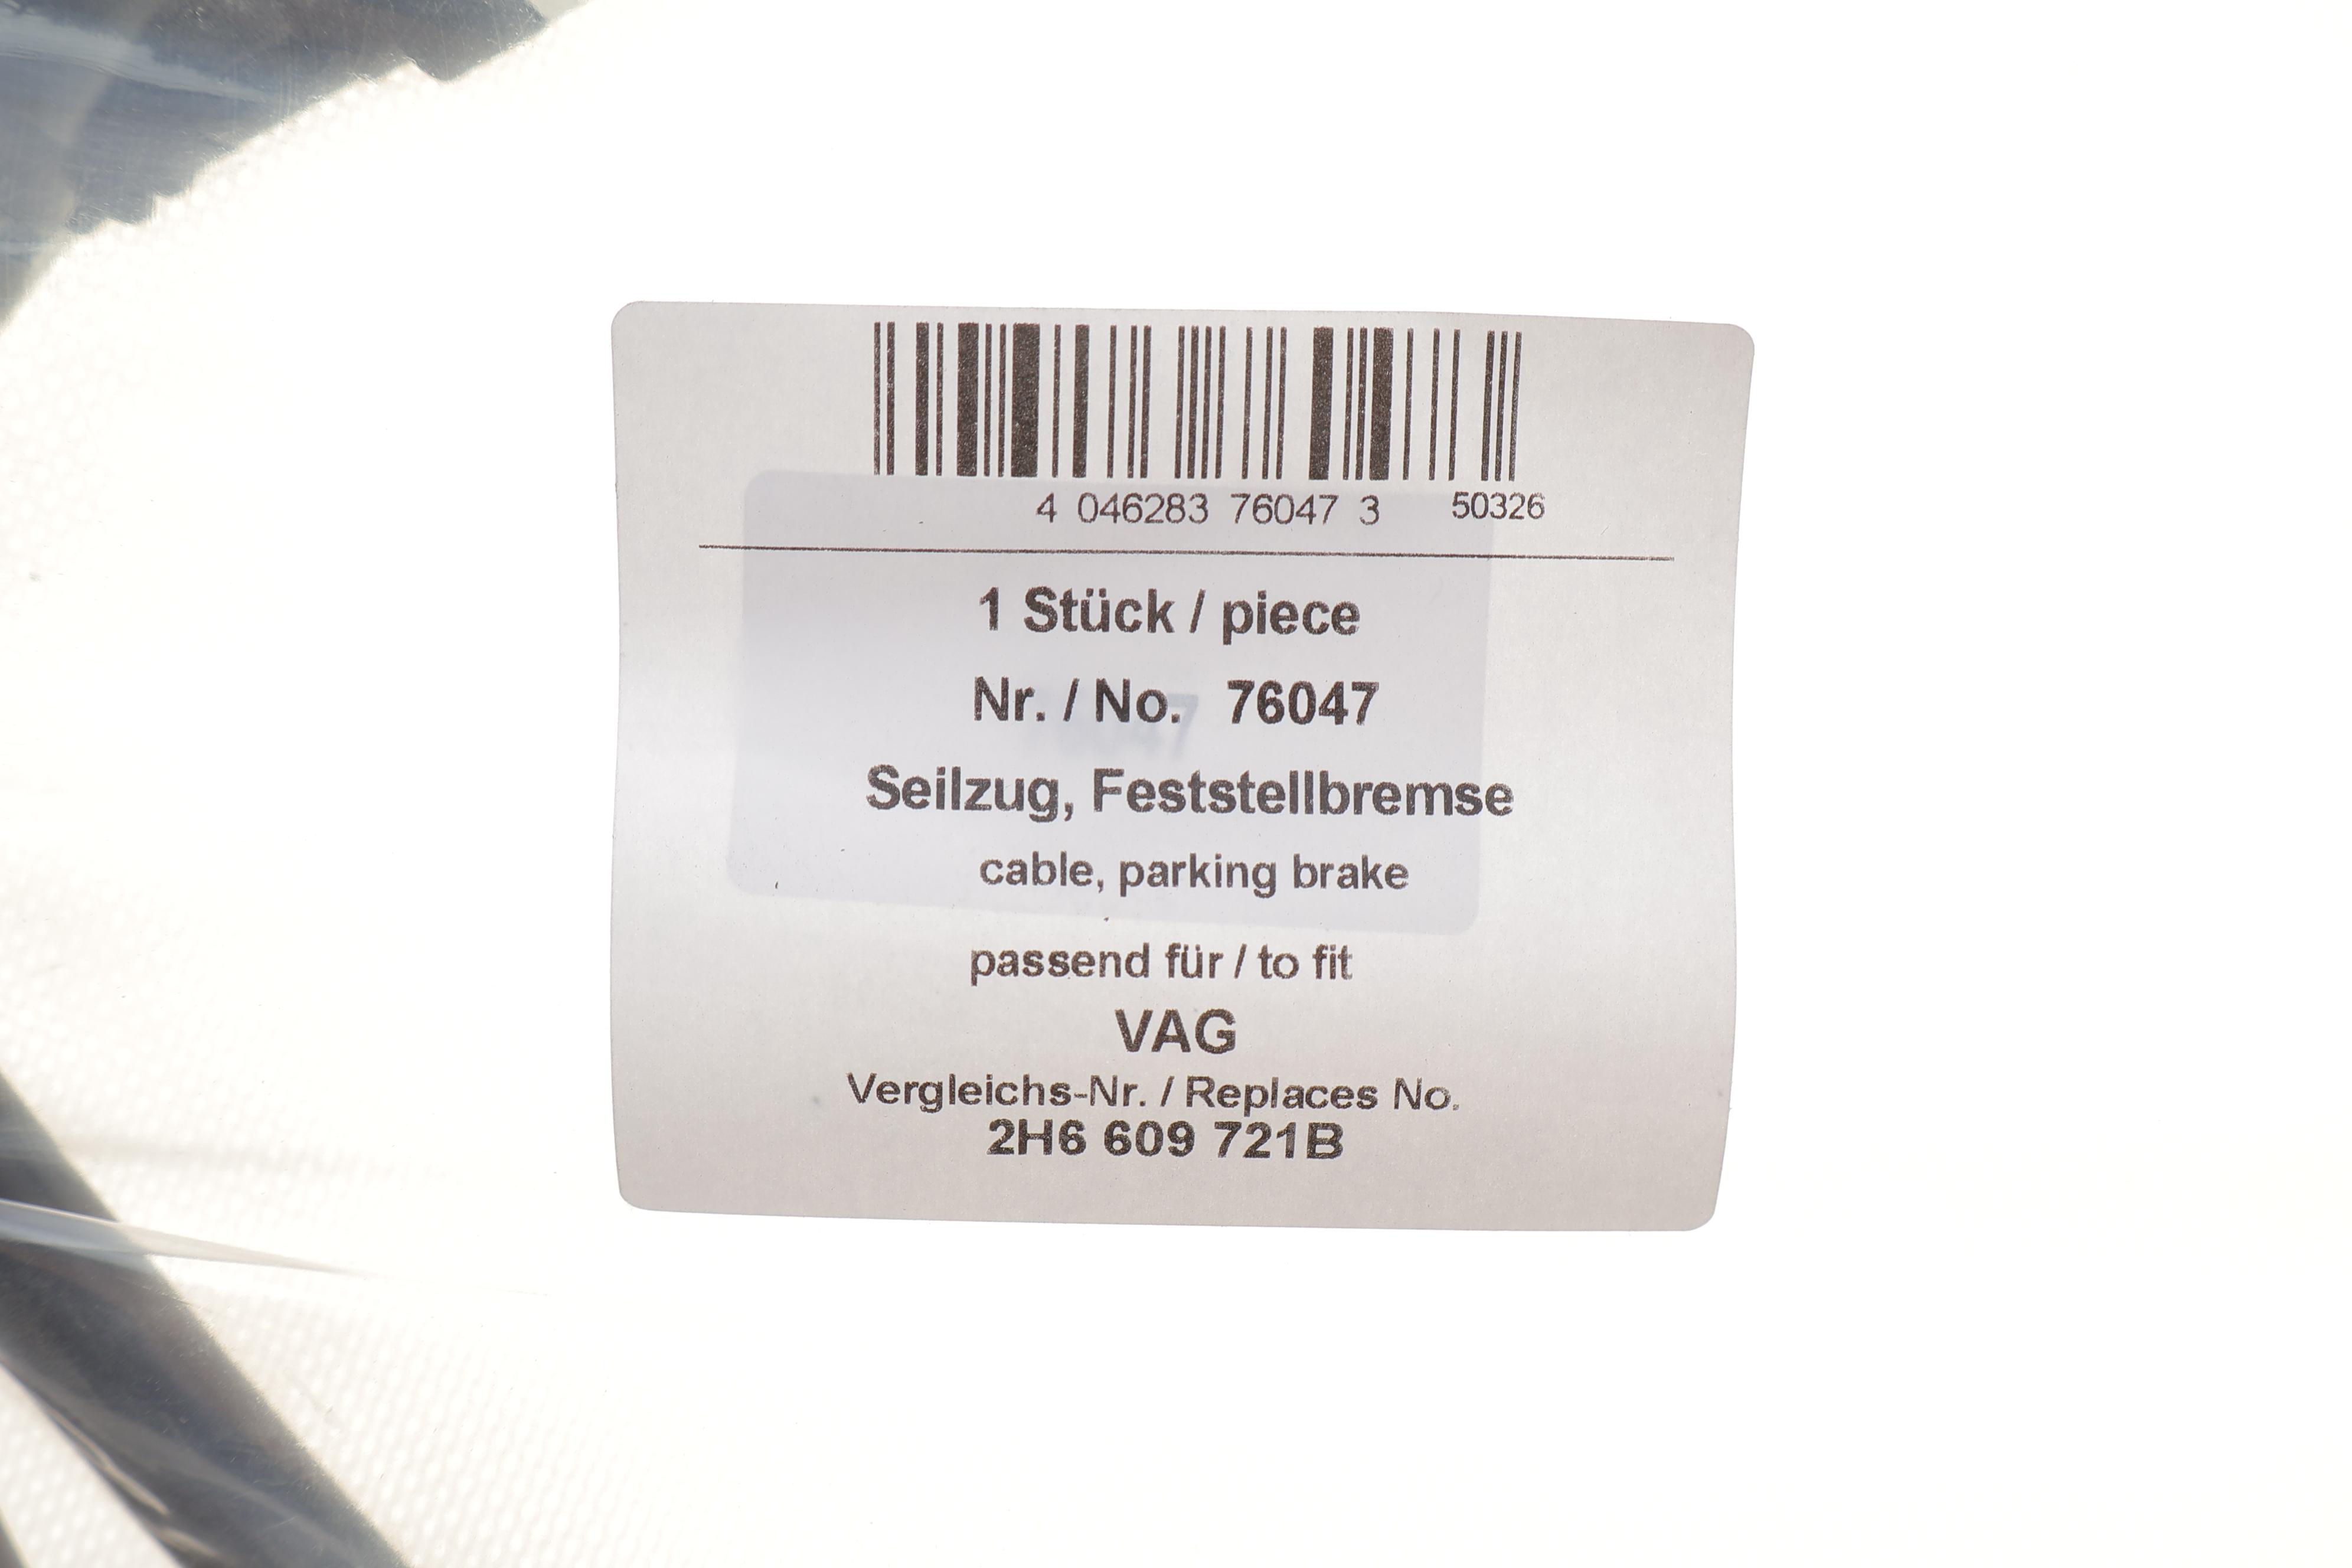 4 046283 76047 3 50326
1 Stück / piece
Nr. / No. 76047
Seilzug, Feststellbremse
cable, parking brake
passend für / to fit
VAG
Vergleichs-Nr. / Replaces No.
2H6 609 721B